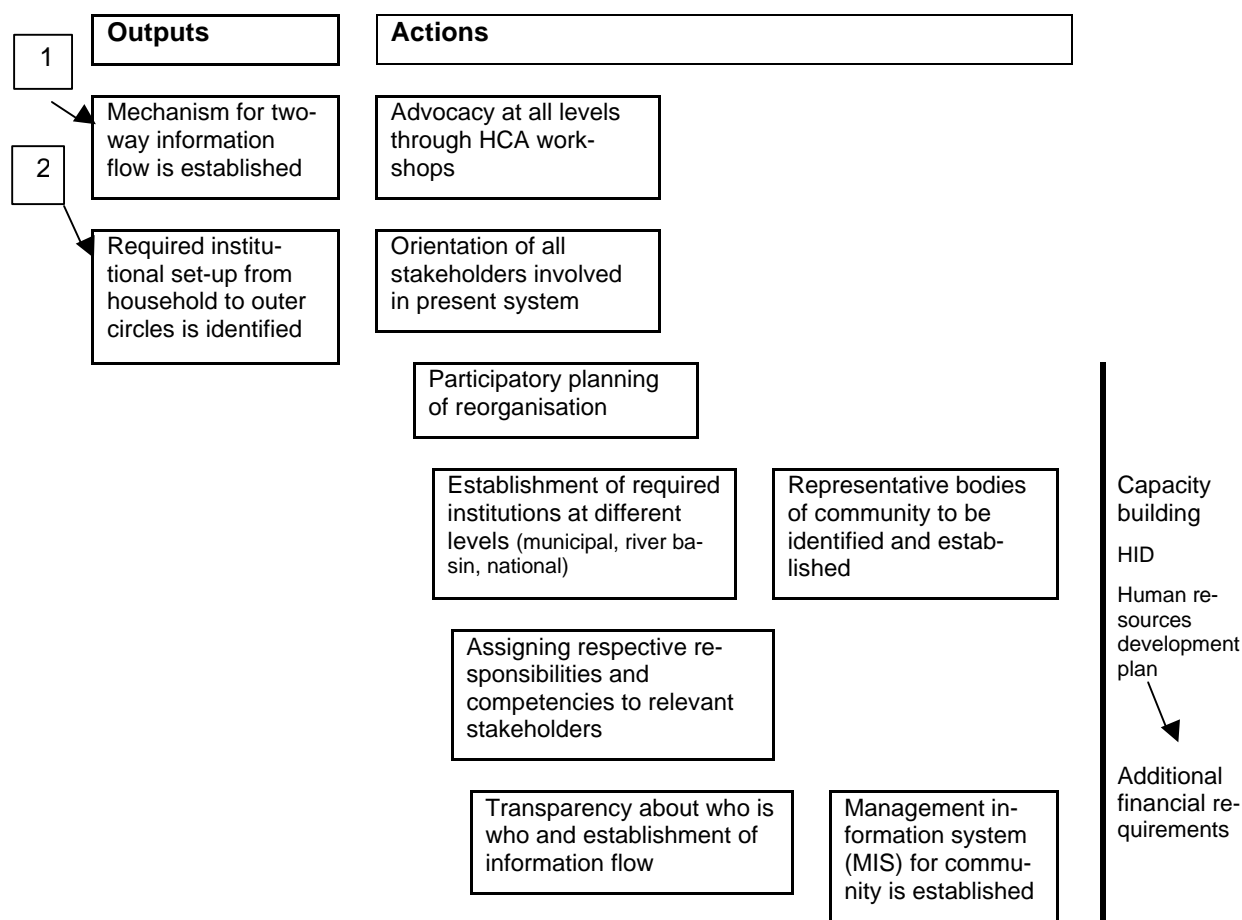 Outputs
Actions
1
Mechanism for two-
way information
flow is established
Advocacy at all levels
through HCA work-
shops
2
Required institu-
tional set-up from
household to outer
circles is identified
Orientation of all
stakeholders involved
in present system
Participatory planning
of reorganisation
Establishment of required
institutions at different
levels (municipal, river ba-
sin, national)
Representative bodies
of community to be
identified and estab-
lished
Capacity
building
HID
Human re-
sources
development
plan
Assigning respective re-
sponsibilities and
competencies to relevant
stakeholders
Additional
financial re-
quirements
Transparency about who is
who and establishment of
information flow
Management in-
formation system
(MIS) for commu-
nity is established